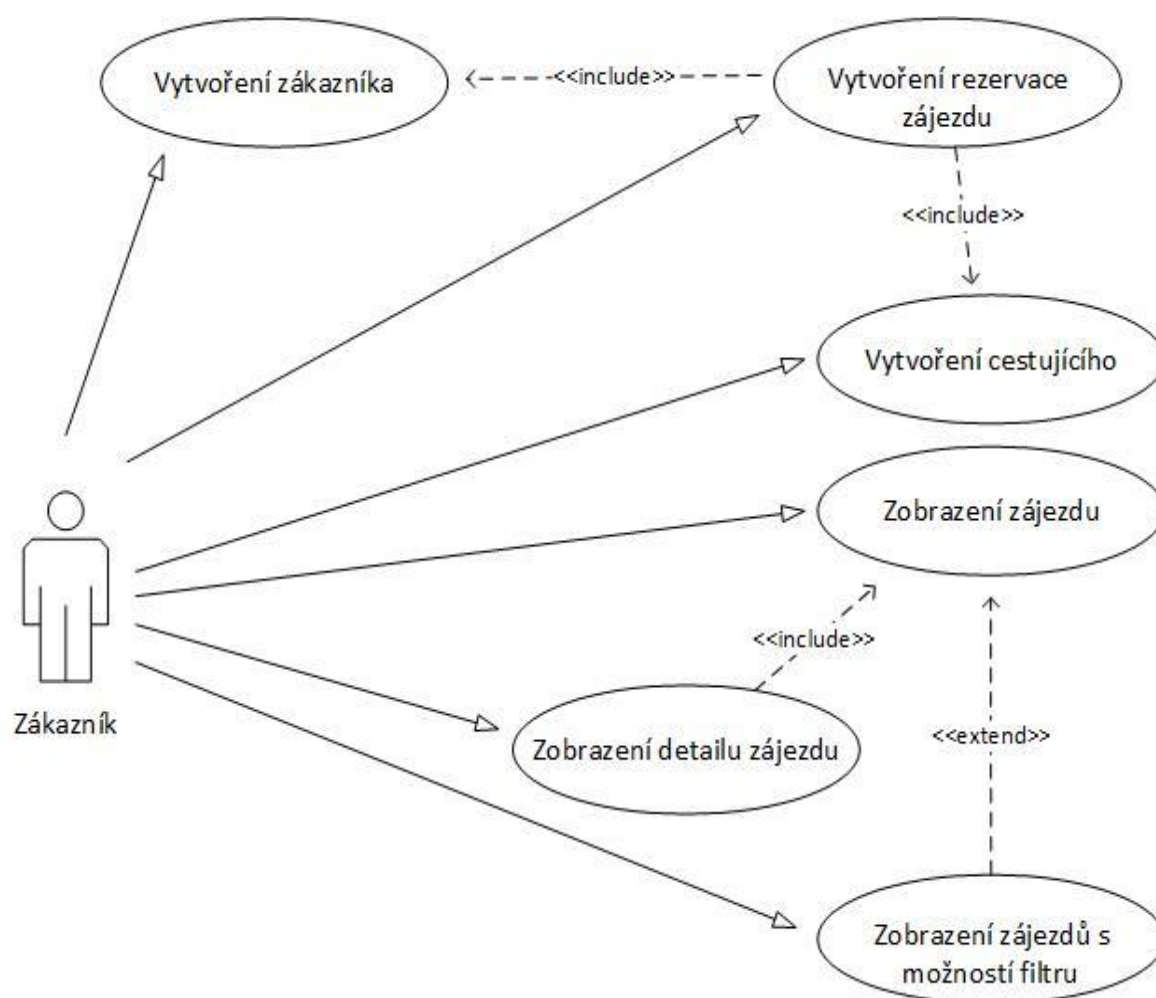 Vytvoření zákazníka
<<include>>
Vytvoření rezervace
zájezdu
<<include>>
Vytvoření cestujícího
Zobrazení zájezdu
<<include>>
Zákazník
Zobrazení detailu zájezdu
<<extend>>
Zobrazení zájezdů s
možností filtru